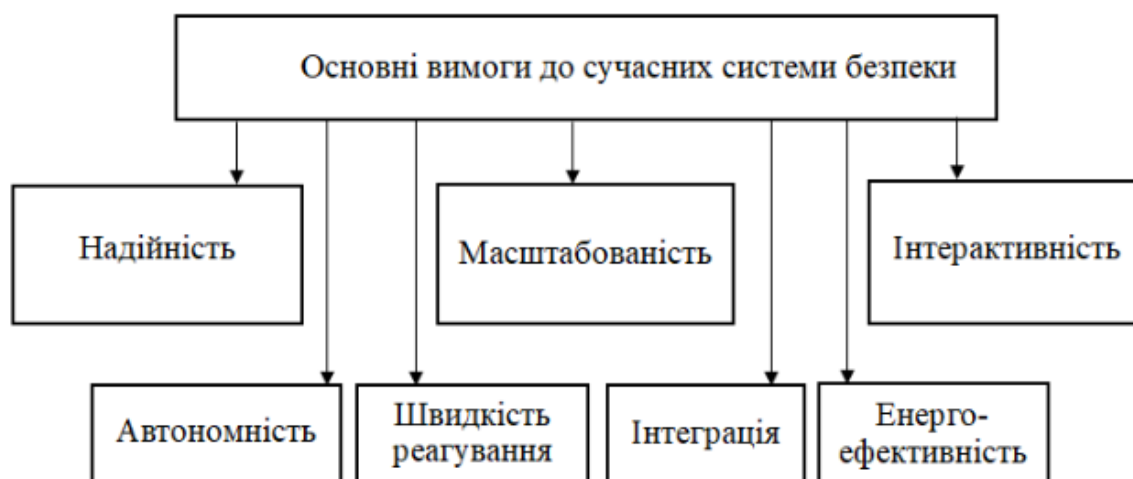 Основні вимоги до сучасних системи безпеки
Надійність
Масштабованість
Інтерактивність
Автономність
Швидкість
реагування
Інтеграція
Енерго-
ефективність